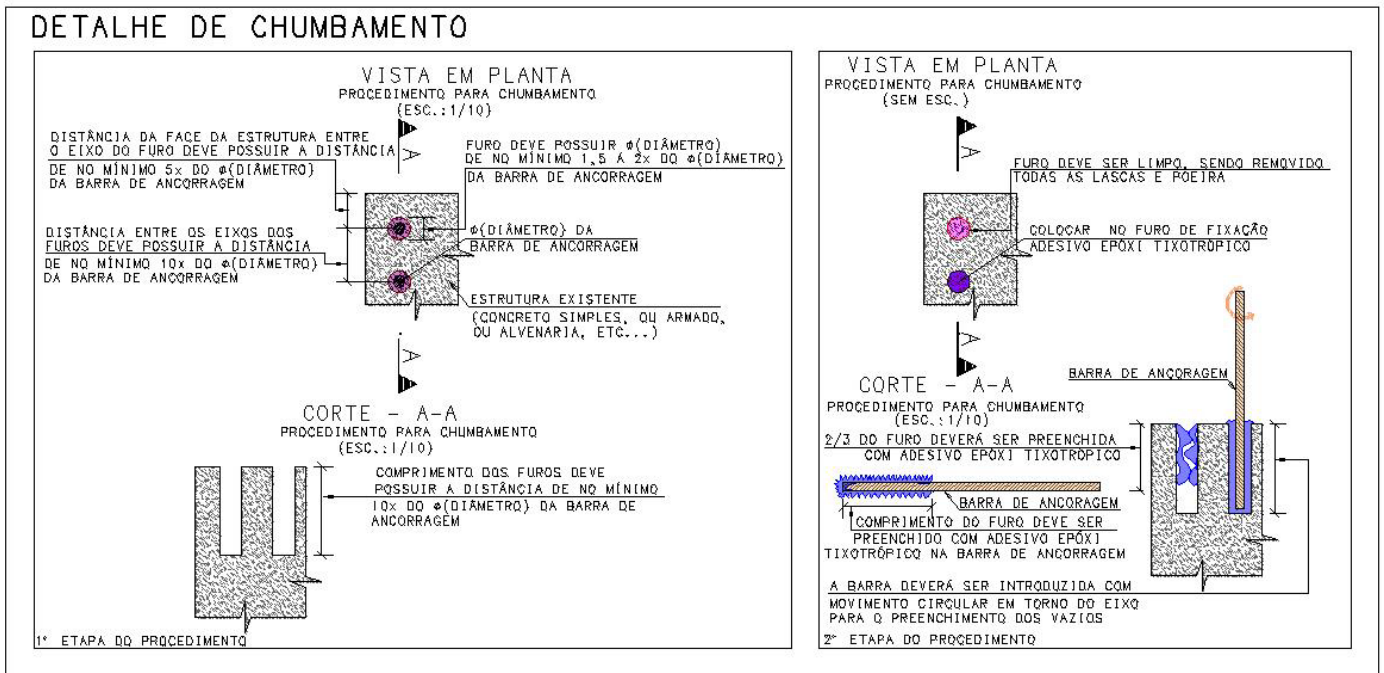 DETALHE DE CHUMBAMENTO
VISTA EM PLANTA
PROCEDIMENTO PARA CHUMBAMENTO
(ESC.:1/10)
DISTÂNCIA DA FACE DA ESTRUTURA ENTRE
O EIXO DO FURO DEVE POSSUIR A DISTÂNCIA
DE NO MÍNIMO 5x DO ø(DIÂMETRO)
DA BARRA DE ANCORRAGEM
A
FURO DEVE POSSUIR ø(DIÂMETRO)
DE NO MÍNIMO 1,5 A 2x DO ø(DIÂMETRO)
DA BARRA DE ANCORRAGEM
DISTÂNCIA ENTRE OS EIXOS DOS
FUROS DEVE POSSUIR A DISTÂNCIA
DE NO MÍNIMO 10x DO ø(DIÂMETRO)
DA BARRA DE ANCORRAGEM
ø(DIÂMETRO) DA
BARRA DE ANCORRAGEM
ESTRUTURA EXISTENTE
(CONCRETO SIMPLES, OU ARMADO,
OU ALVENARIA, ETC...)
A
CORTE - A-A
PROCEDIMENTO PARA CHUMBAMENTO
(ESC.:1/10)
COMPRIMENTO DOS FUROS DEVE
POSSUIR A DISTÂNCIA DE NO MÍNIMO
10x DO ø(DIÂMETRO) DA BARRA DE
ANCORRAGEM
1ª ETAPA DO PROCEDIMENTO
VISTA EM PLANTA
PROCEDIMENTO PARA CHUMBAMENTO
(SEM ESC.)
A
FURO DEVE SER LIMPO, SENDO REMOVIDO
TODAS AS LASCAS E POEIRA
COLOCAR NO FURO DE FIXAÇÃO
ADESIVO EPÓXI TIXOTRÓPICO
A
BARRA DE ANCORAGEM
CORTE - A-A
PROCEDIMENTO PARA CHUMBAMENTO
(ESC.:1/10)
2/3 DO FURO DEVERÁ SER PREENCHIDA
COM ADESIVO EPÓXI TIXOTRÓPICO
BARRA DE ANCORAGEM
COMPRIMENTO DO FURO DEVE SER
PREENCHIDO COM ADESIVO EPÓXI
TIXOTRÓPICO NA BARRA DE ANCORRAGEM
A BARRA DEVERÁ SER INTRODUZIDA COM
MOVIMENTO CIRCULAR EM TORNO DO EIXO
PARA O PREENCHIMENTO DOS VAZIOS
2ª ETAPA DO PROCEDIMENTO